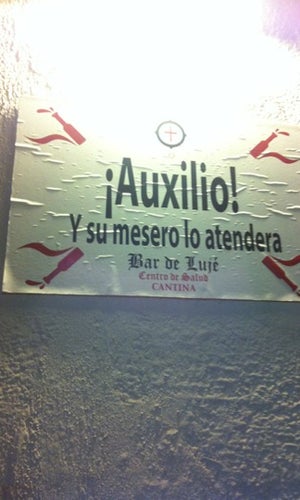 ¡Auxilio!
Y su mesero lo atendera
Bar de Lujé
Centro de Salud
CANTINA